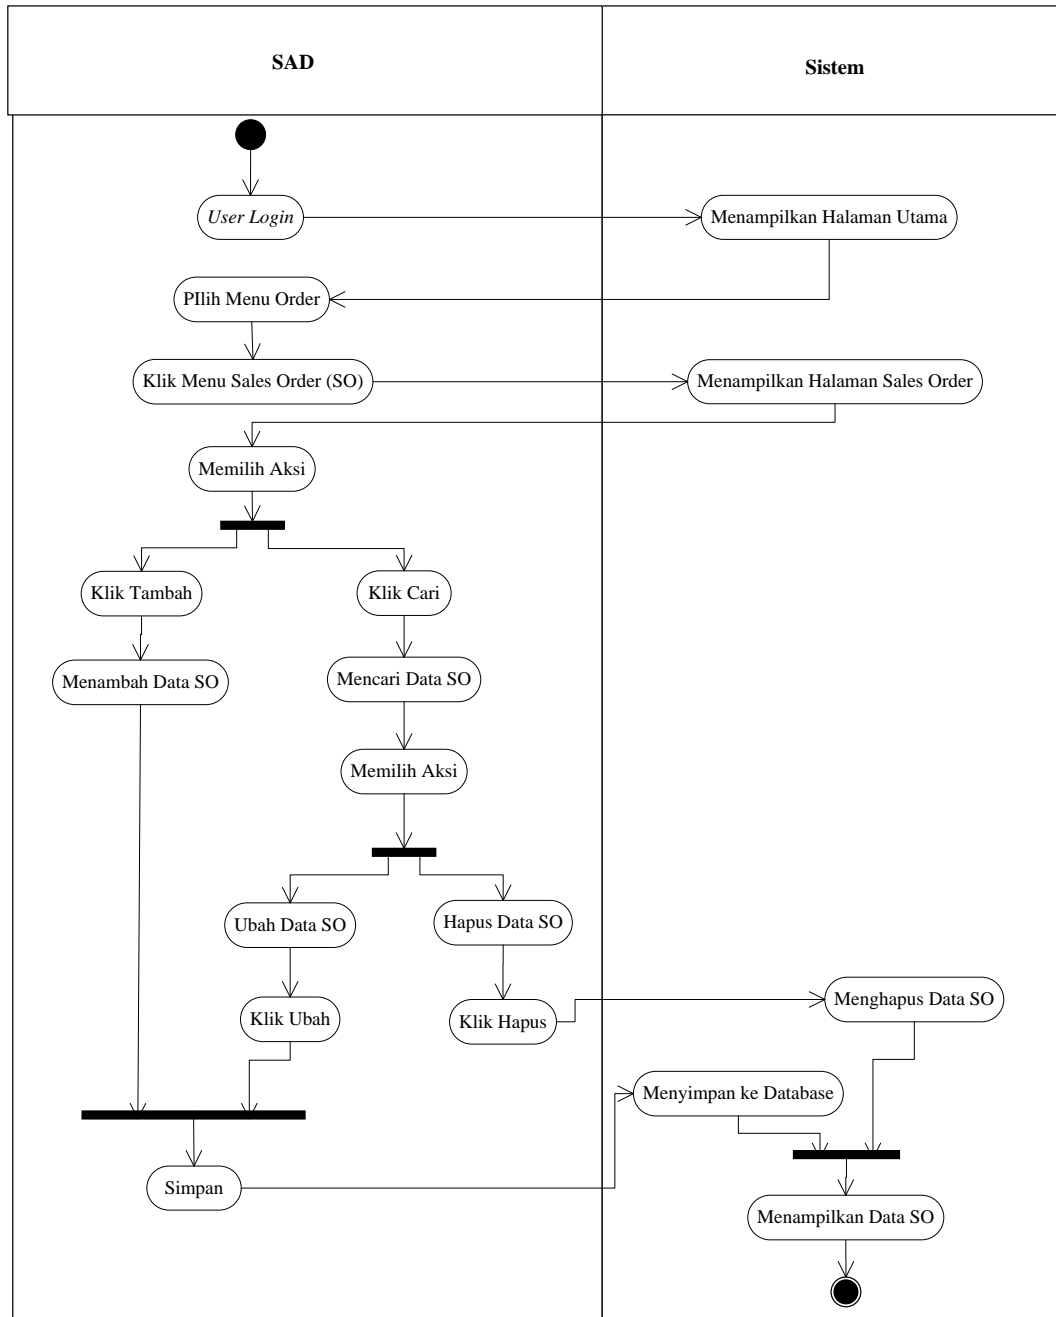 SAD
Sistem
User Login
Menampilkan Halaman Utama
PIlih Menu Order
Klik Menu Sales Order (SO)
Menampilkan Halaman Sales Order
Memilih Aksi
Klik Tambah
Klik Cari
Menambah Data SO
Mencari Data SO
Memilih Aksi
Ubah Data SO
Hapus Data SO
Klik Ubah
Klik Hapus
Menghapus Data SO
Menyimpan ke Database
Simpan
Menampilkan Data SO